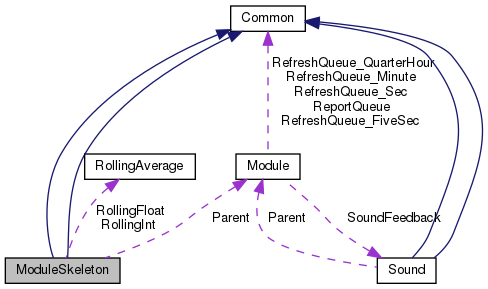 Common
RefreshQueue_QuarterHour
RefreshQueue_Minute
RefreshQueue_Sec
ReportQueue
RefreshQueue_FiveSec
RollingAverage
Module
RollingFloat
RollingInt
Parent
Parent
SoundFeedback
ModuleSkeleton
Sound